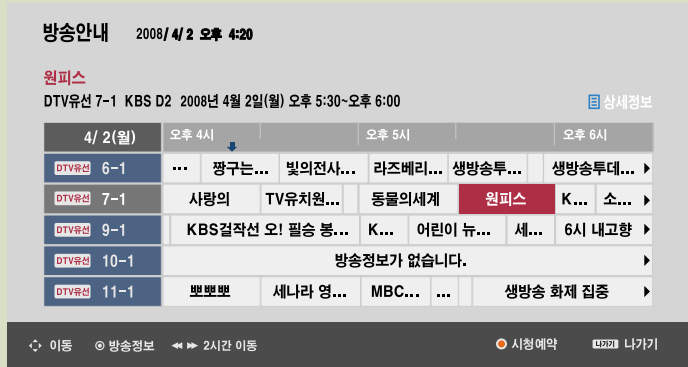 방송안내 2008/ 4/ 2 오후 4:20
원피스
DTV유선 7-1 KBS D2 2008년 4월 2일(월) 오후 5:30~오후 6:00 상세정보
4/ 2(월) 오후 4시 오후 5시 오후 6시
DTV유선 6-1 ... 짱구는... 빛의전사... 라즈베리... 생방송투... 생방송투데...
DTV유선 7-1 사랑의 TV유치원... 동물의세계 원피스 K... 소...
DTV유선 9-1 KBS걸작선 오! 필승 봉... K... 어린이 뉴... 세... 6시 내고향
DTV유선 10-1 방송정보가 없습니다.
DTV유선 11-1 뽀뽀뽀 세나라 영... MBC... ... 생방송 화제 집중
이동 방송정보 2시간 이동 시청예약 나가기 나가기